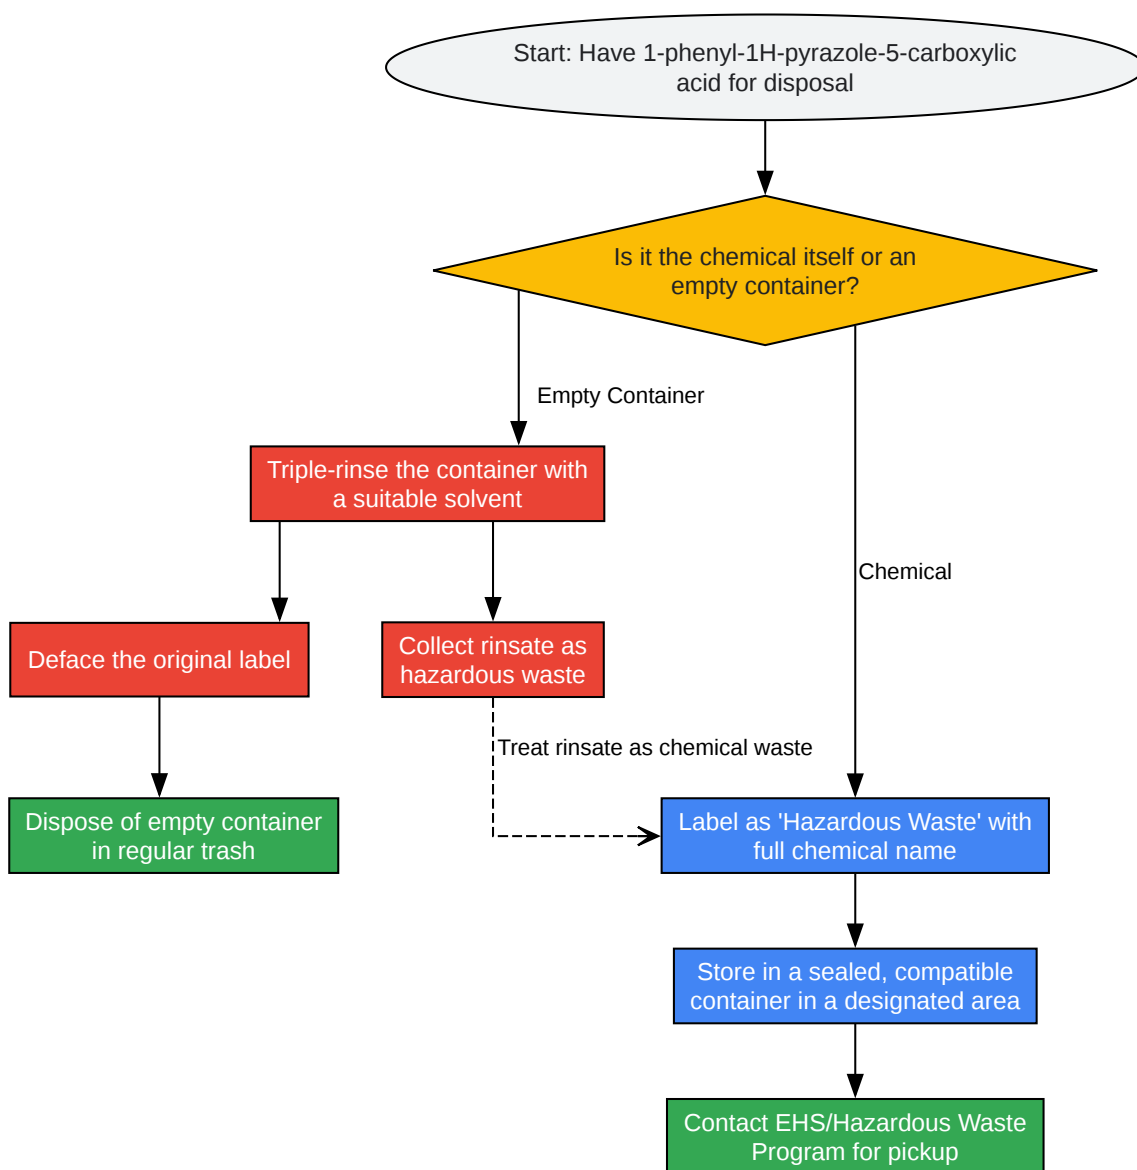 Start: Have 1-phenyl-1H-pyrazole-5-carboxylic
acid for disposal
Is it the chemical itself or an
empty container?
Empty Container
Triple-rinse the container with
a suitable solvent
Chemical
Deface the original label
Collect rinsate as
hazardous waste
Treat rinsate as chemical waste
Dispose of empty container
in regular trash
Label as 'Hazardous Waste' with
full chemical name
Store in a sealed, compatible
container in a designated area
Contact EHS/Hazardous Waste
Program for pickup